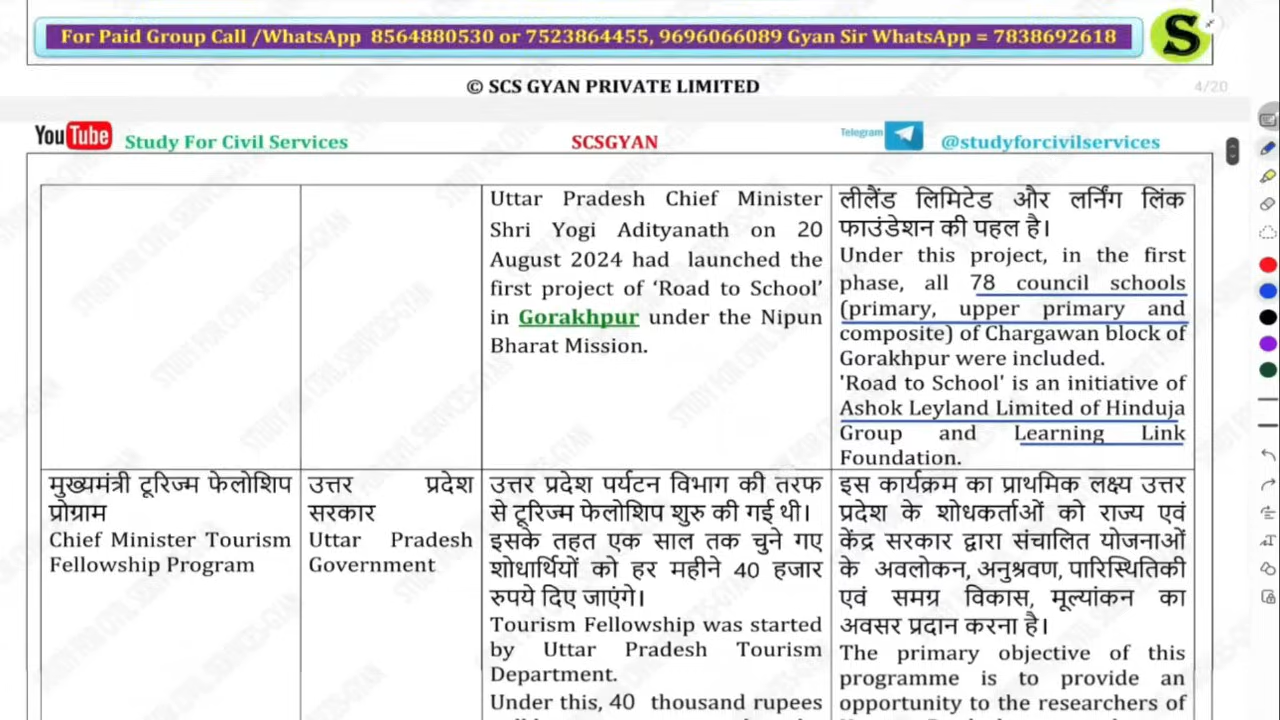 For Paid Group Call /WhatsApp 8564880530 or 7523864455, 9696066089 Gyan Sir WhatsApp = 7838692618
S
© SCS GYAN PRIVATE LIMITED
4/20
YouTube Study For Civil Services
SCSGYAN
Telegram @studyforcivilservices
Uttar Pradesh Chief Minister
Shri Yogi Adityanath on 20
August 2024 had launched the
first project of ‘Road to School’
in Gorakhpur under the Nipun
Bharat Mission.
लीलैंड लिमिटेड और लर्निंग लिंक
फाउंडेशन की पहल है।
Under this project, in the first
phase, all 78 council schools
(primary, upper primary and
composite) of Chargawan block of
Gorakhpur were included.
'Road to School' is an initiative of
Ashok Leyland Limited of Hinduja
Group and Learning Link
Foundation.
मुख्यमंत्री टूरिज्म फेलोशिप
प्रोग्राम
Chief Minister Tourism
Fellowship Program
उत्तर प्रदेश
सरकार
Uttar Pradesh
Government
उत्तर प्रदेश पर्यटन विभाग की तरफ
से टूरिज्म फेलोशिप शुरु की गई थी।
इसके तहत एक साल तक चुने गए
शोधार्थियों को हर महीने 40 हजार
रुपये दिए जाएंगे।
Tourism Fellowship was started
by Uttar Pradesh Tourism
Department.
Under this, 40 thousand rupees
इस कार्यक्रम का प्राथमिक लक्ष्य उत्तर
प्रदेश के शोधकर्ताओं को राज्य एवं
केंद्र सरकार द्वारा संचालित योजनाओं
के अवलोकन, अनुश्रवण, पारिस्थितिकी
एवं समग्र विकास, मूल्यांकन का
अवसर प्रदान करना है।
The primary objective of this
programme is to provide an
opportunity to the researchers of